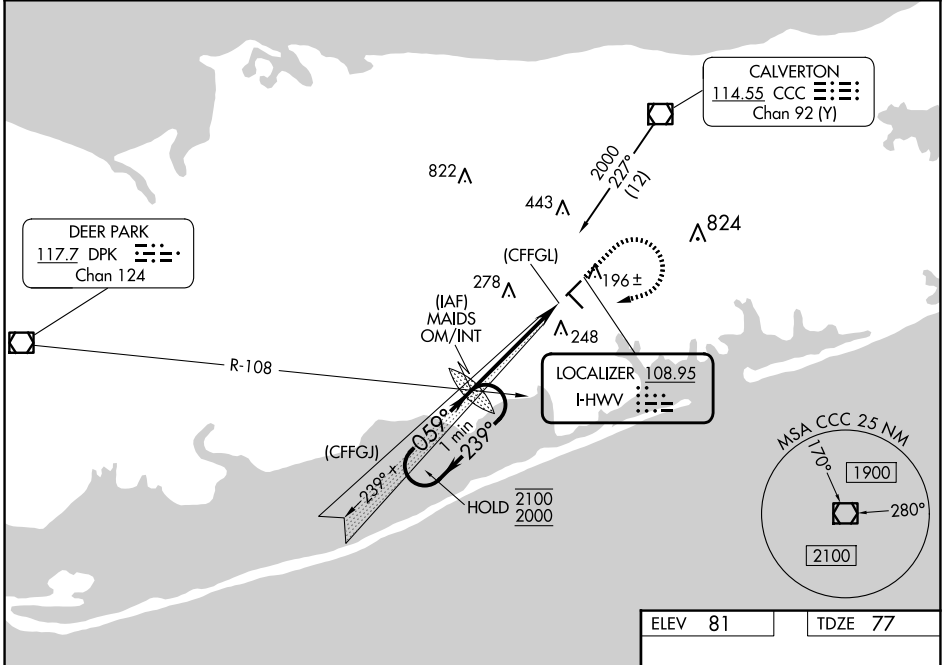 CALVERTON
114.55 CCC
Chan 92 (Y)
2000
227°
(12)
822
443
824
DEER PARK
117.7 DPK
Chan 124
(CFFGL)
278
196±
(IAF)
MAIDS
OM/INT
248
R-108
LOCALIZER 108.95
I-HWV
059°
1 min
239°
(CFFGJ)
239°
HOLD 2100
2000
MSA CCC 25 NM
170°
1900
280°
2100
ELEV 81
TDZE 77